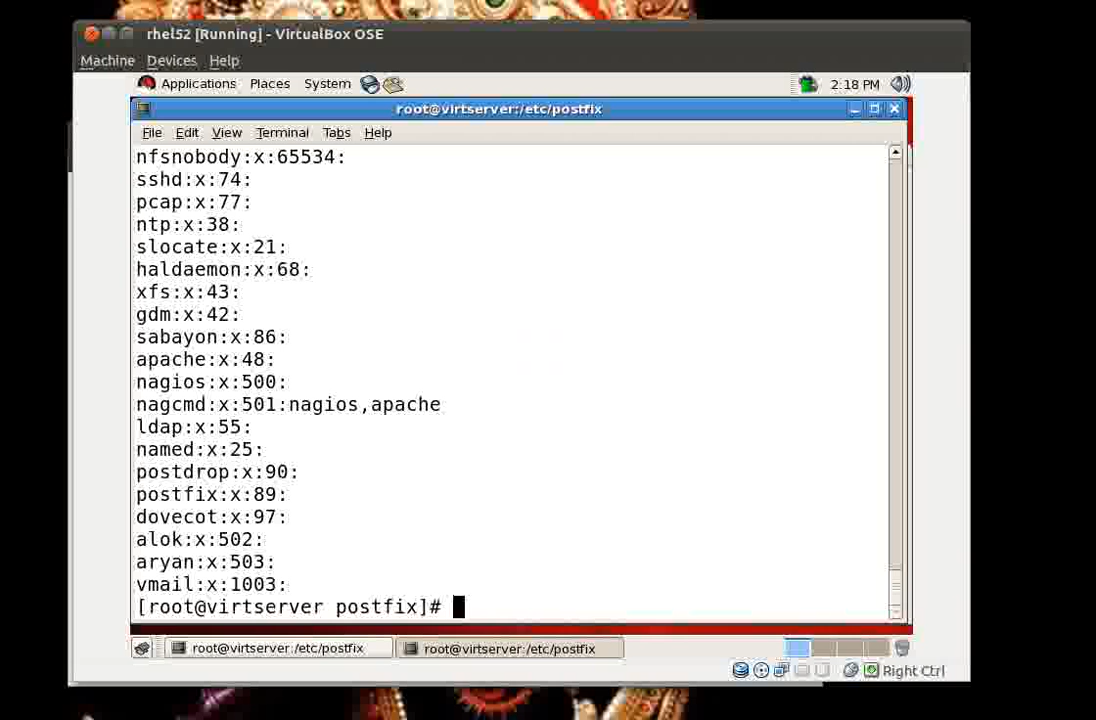 rhel52 [Running] - VirtualBox OSE
Machine Devices Help
Applications Places System 2:18 PM
root@virtserver:/etc/postfix
File Edit View Terminal Tabs Help
nfsnobody:x:65534:
sshd:x:74:
pcap:x:77:
ntp:x:38:
slocate:x:21:
haldaemon:x:68:
xfs:x:43:
gdm:x:42:
sabayon:x:86:
apache:x:48:
nagios:x:500:
nagcmd:x:501:nagios,apache
ldap:x:55:
named:x:25:
postdrop:x:90:
postfix:x:89:
dovecot:x:97:
alok:x:502:
aryan:x:503:
vmail:x:1003:
[root@virtserver postfix]#
root@virtserver:/etc/postfix root@virtserver:/etc/postfix
Right Ctrl